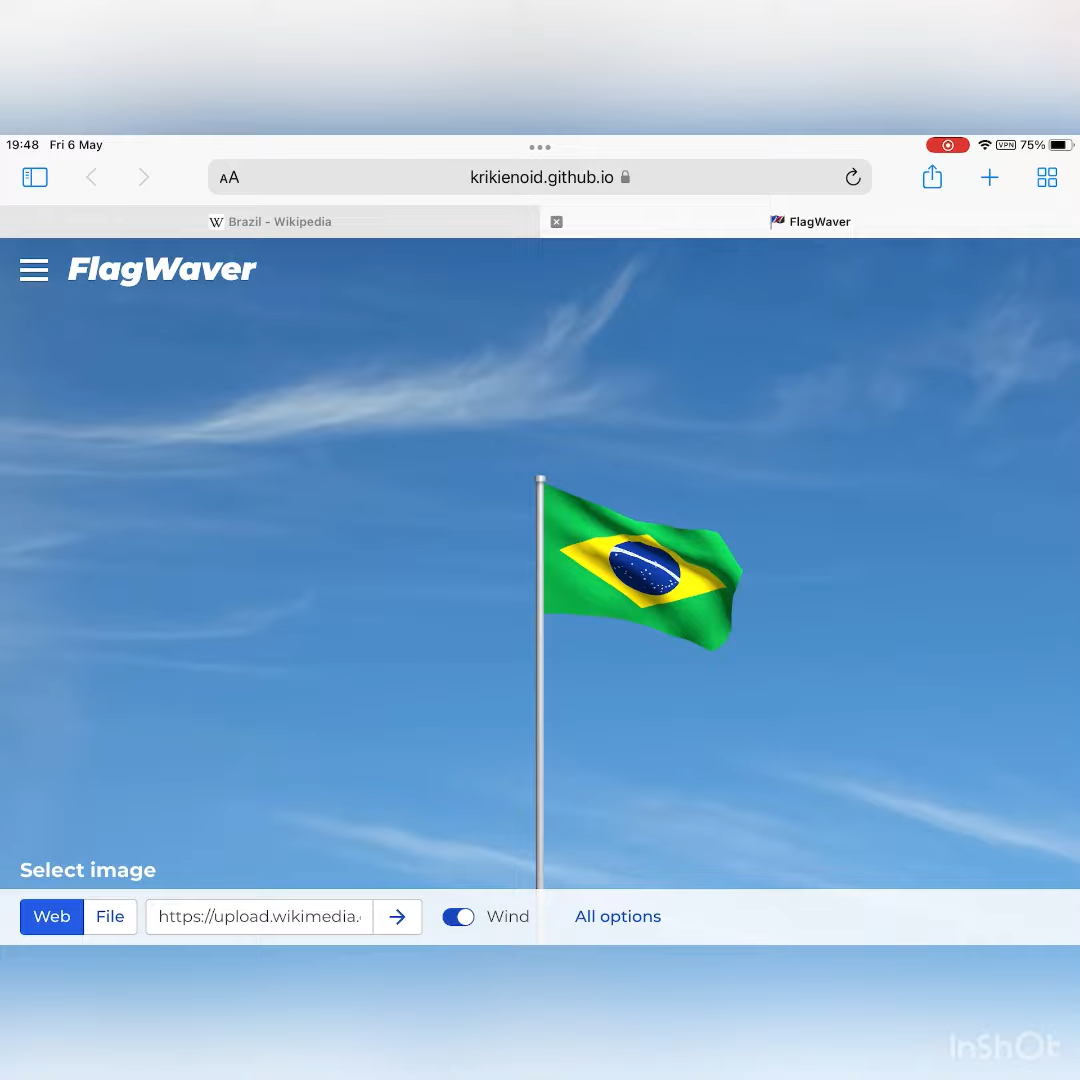 19:48 Fri 6 May
VPN 75%
AA krikienoid.github.io
W Brazil – Wikipedia
FlagWaver
FlagWaver
Select image
Web File https://upload.wikimedia. Wind All options
InShOt